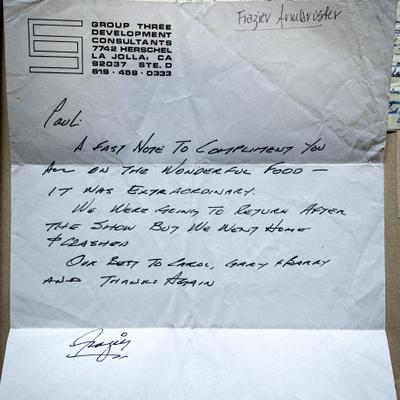 GROUP THREE
DEVELOPMENT
CONSULTANTS
7742 HERSCHEL
LA JOLLA, CA
92037 STE. D
619 · 459 · 0333
Frazier Armbruster
Paul:
A FAST NOTE TO COMPLIMENT YOU
ALL ON THE WONDERFUL FOOD —
IT WAS EXTRAORDINARY.
WE WERE GOING TO RETURN AFTER
THE SHOW BUT WE WENT HOME
& CRASHED
OUR BEST TO CAROL, GARY & BARRY
AND THANKS AGAIN
Frazier